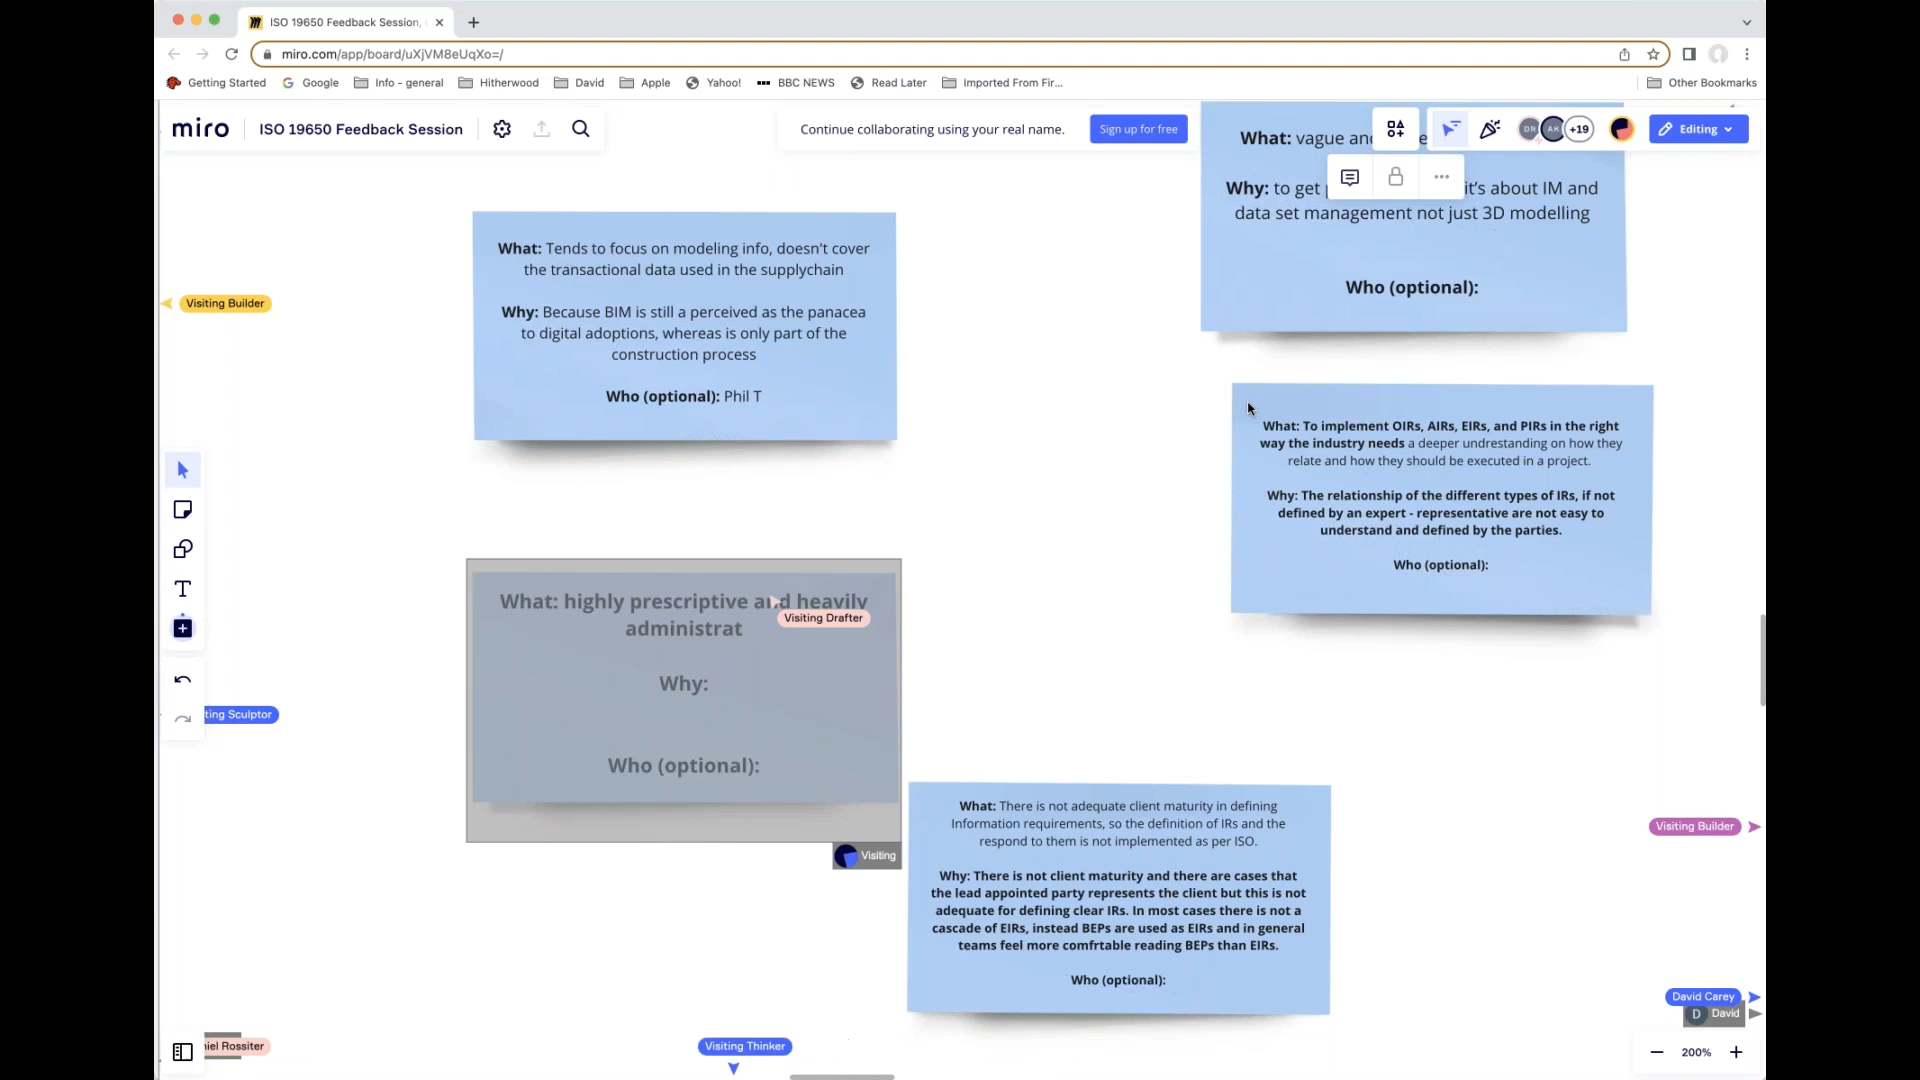 ISO 19650 Feedback Session,
miro.com/app/board/uXjVM8eUqXo=/
Getting Started
Google
Info - general
Hitherwood
David
Apple
Yahoo!
BBC NEWS
Read Later
Imported From Fir...
Other Bookmarks
miro
ISO 19650 Feedback Session
Continue collaborating using your real name.
Sign up for free
DR
AK
+19
Editing
What: vague and
Why: to get
it's about IM and
data set management not just 3D modelling
Who (optional):
What: Tends to focus on modeling info, doesn't cover
the transactional data used in the supplychain
Why: Because BIM is still a perceived as the panacea
to digital adoptions, whereas is only part of the
construction process
Who (optional): Phil T
Visiting Builder
What: To implement OIRs, AIRs, EIRs, and PIRs in the right
way the industry needs a deeper undrestanding on how they
relate and how they should be executed in a project.
Why: The relationship of the different types of IRs, if not
defined by an expert - representative are not easy to
understand and defined by the parties.
Who (optional):
What: highly prescriptive and heavily
administrat
Visiting Drafter
Why:
Who (optional):
ting Sculptor
Visiting
What: There is not adequate client maturity in defining
Information requirements, so the definition of IRs and the
respond to them is not implemented as per ISO.
Why: There is not client maturity and there are cases that
the lead appointed party represents the client but this is not
adequate for defining clear IRs. In most cases there is not a
cascade of EIRs, instead BEPs are used as EIRs and in general
teams feel more comfrtable reading BEPs than EIRs.
Who (optional):
Visiting Builder
David Carey
D David
niel Rossiter
Visiting Thinker
200%